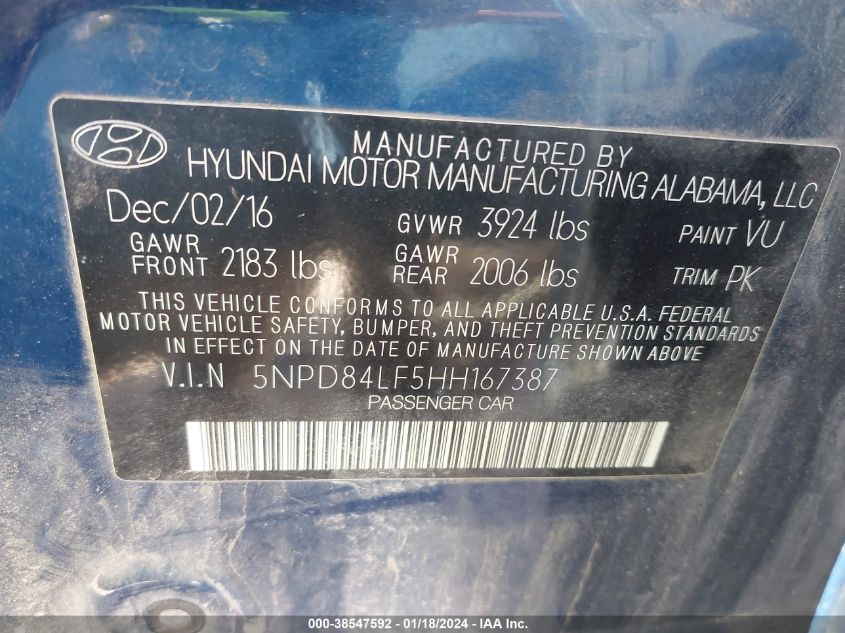 MANUFACTURED BY
HYUNDAI MOTOR MANUFACTURING ALABAMA, LLC
Dec/02/16 GVWR 3924 lbs PAINT VU
GAWR FRONT 2183 lbs GAWR REAR 2006 lbs TRIM PK
THIS VEHICLE CONFORMS TO ALL APPLICABLE U.S.A. FEDERAL
MOTOR VEHICLE SAFETY, BUMPER, AND THEFT PREVENTION STANDARDS
IN EFFECT ON THE DATE OF MANUFACTURE SHOWN ABOVE.
V.I.N 5NPD84LF5HH167387
PASSENGER CAR
000-38547592 - 01/18/2024 - IAA Inc.